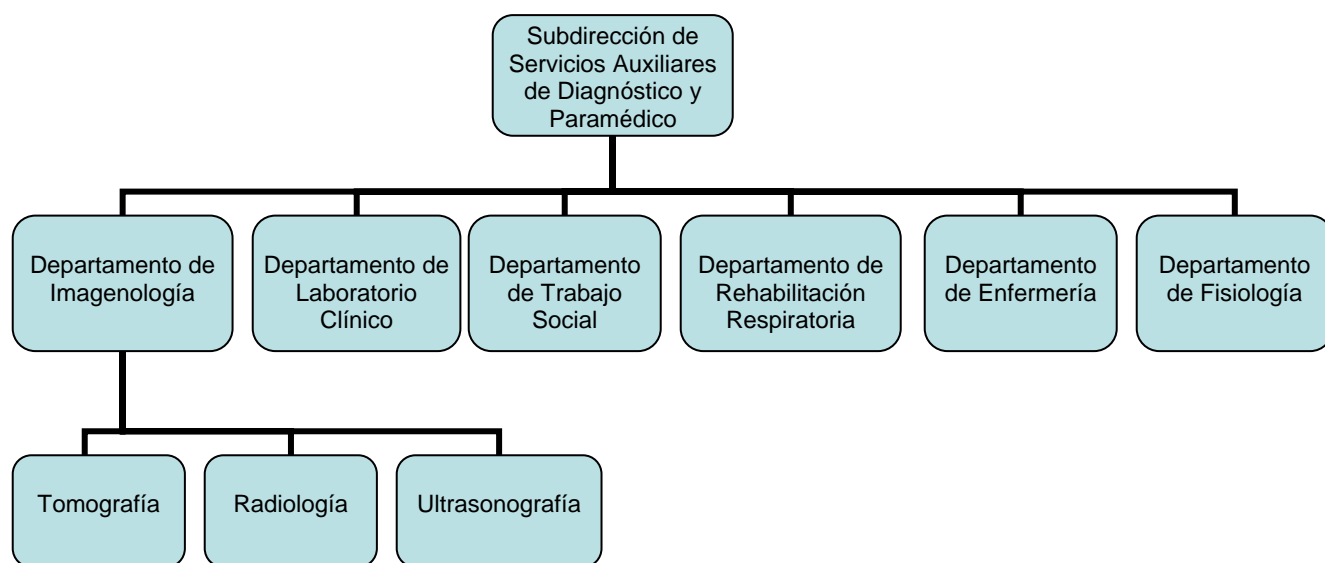 Subdirección de
Servicios Auxiliares
de Diagnóstico y
Paramédico
Departamento de
Imagenología
Departamento de
Laboratorio
Clínico
Departamento
de Trabajo
Social
Departamento de
Rehabilitación
Respiratoria
Departamento
de Enfermería
Departamento
de Fisiología
Tomografía
Radiología
Ultrasonografía